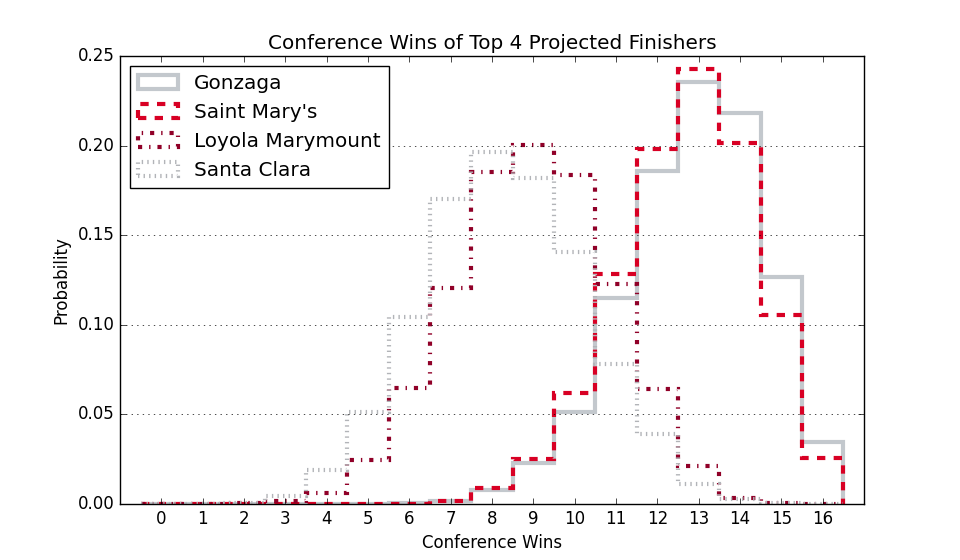 Conference Wins of Top 4 Projected Finishers
Gonzaga
Saint Mary's
Loyola Marymount
Santa Clara
Probability
0.25
0.20
0.15
0.10
0.05
0.00
0 1 2 3 4 5 6 7 8 9 10 11 12 13 14 15 16
Conference Wins